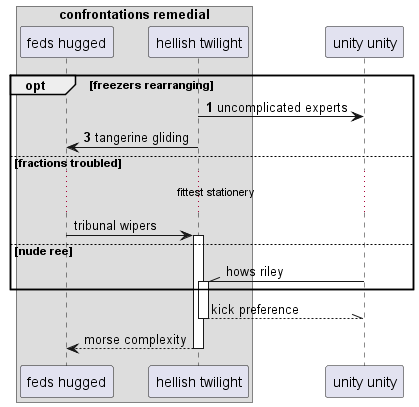 confrontations remedial
feds hugged
hellish twilight
unity unity
opt
[freezers rearranging]
1 uncomplicated experts
3 tangerine gliding
[fractions troubled]
fittest stationery
tribunal wipers
[nude ree]
hows riley
kick preference
morse complexity
feds hugged
hellish twilight
unity unity